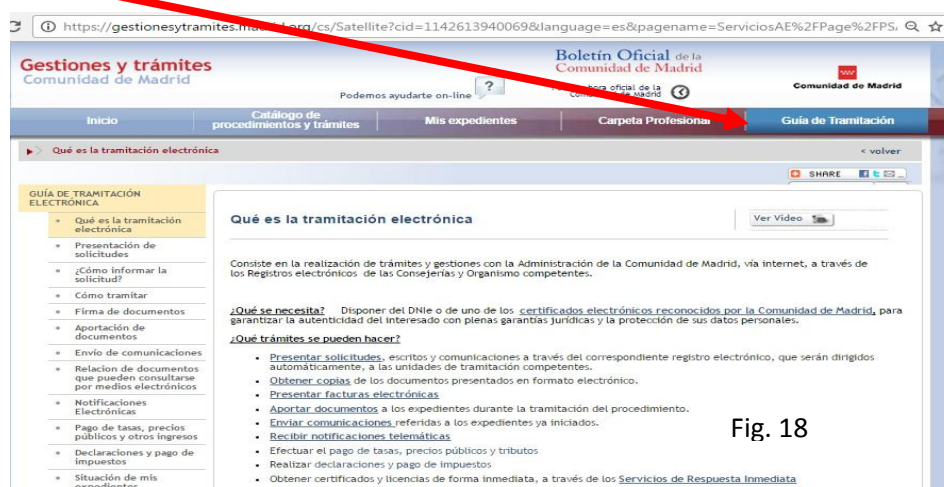 https://gestionesytramites.madrid.org/cs/Satellite?cid=1142613940069&language=es&pagename=ServiciosAE%2FPage%2FPS
Gestiones y trámites
Comunidad de Madrid
Podemos ayudarte on-line ?
Boletín Oficial de la
Comunidad de Madrid
hora oficial de la
Comunidad de Madrid
Comunidad de Madrid
Inicio
Catálogo de
procedimientos y trámites
Mis expedientes
Carpeta Profesional
Guía de Tramitación
Qué es la tramitación electrónica
< volver
SHARE
GUÍA DE TRAMITACIÓN
ELECTRÓNICA
Qué es la tramitación
electrónica
Presentación de
solicitudes
¿Cómo informar la
solicitud?
Cómo tramitar
Firma de documentos
Aportación de
documentos
Envío de comunicaciones
Relacion de documentos
que pueden consultarse
por medios electrónicos
Notificaciones
Electrónicas
Pago de tasas, precios
públicos y otros ingresos
Declaraciones y pago de
impuestos
Situación de mis
expedientes
Qué es la tramitación electrónica
Ver Video
Consiste en la realización de trámites y gestiones con la Administración de la Comunidad de Madrid, vía internet, a través de
los Registros electrónicos de las Consejerías y Organismo competentes.
¿Qué se necesita? Disponer del DNIe o de uno de los certificados electrónicos reconocidos por la Comunidad de Madrid, para
garantizar la autenticidad del interesado con plenas garantías jurídicas y la protección de sus datos personales.
¿Qué trámites se pueden hacer?
Presentar solicitudes, escritos y comunicaciones a través del correspondiente registro electrónico, que serán dirigidos
automáticamente, a las unidades de tramitación competentes.
Obtener copias de los documentos presentados en formato electrónico.
Presentar facturas electrónicas
Aportar documentos a los expedientes durante la tramitación del procedimiento.
Enviar comunicaciones referidas a los expedientes ya iniciados.
Recibir notificaciones telemáticas
Efectuar el pago de tasas, precios públicos y tributos
Realizar declaraciones y pago de impuestos
Obtener certificados y licencias de forma inmediata, a través de los Servicios de Respuesta Inmediata
Fig. 18